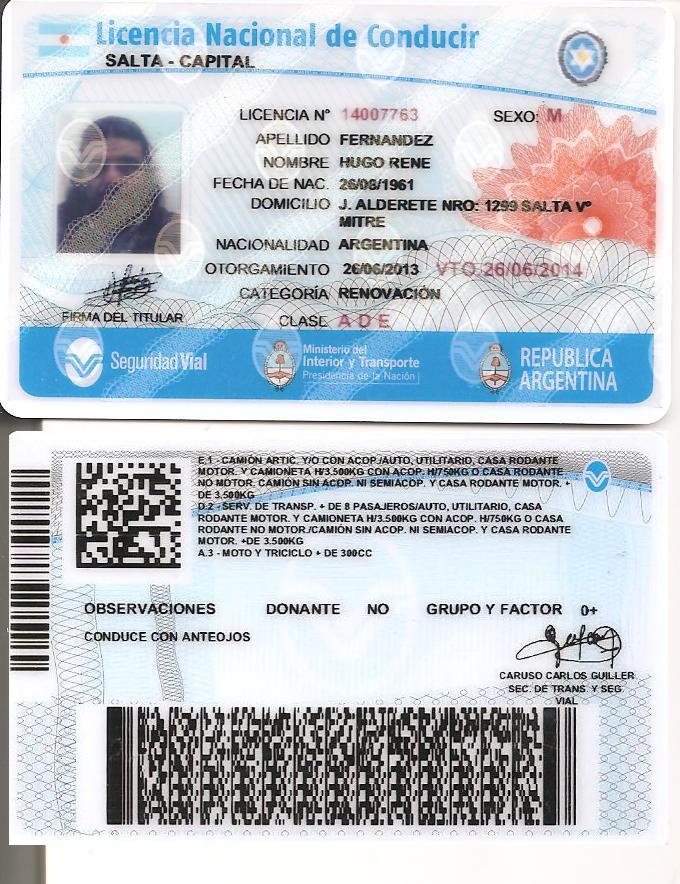 Licencia Nacional de Conducir
SALTA - CAPITAL
LICENCIA Nº 14007763 SEXO: M
APELLIDO FERNANDEZ
NOMBRE HUGO RENE
FECHA DE NAC. 26/08/1961
DOMICILIO J. ALDERETE NRO: 1299 SALTA Vº
MITRE
NACIONALIDAD ARGENTINA
OTORGAMIENTO 26/06/2013 VTO 26/06/2014
CATEGORÍA RENOVACIÓN
FIRMA DEL TITULAR
CLASE A D E
Seguridad Vial
Ministerio del
Interior y Transporte
Presidencia de la Nación
REPUBLICA
ARGENTINA
E.1 - CAMIÓN ARTIC. Y/O CON ACOP./AUTO, UTILITARIO, CASA RODANTE
MOTOR. Y CAMIONETA H/3.500KG CON ACOP. H/750KG O CASA RODANTE
NO MOTOR. CAMIÓN SIN ACOP. NI SEMIACOP. Y CASA RODANTE MOTOR. +
DE 3.500KG
D.2 - SERV. DE TRANSP. + DE 8 PASAJEROS/AUTO, UTILITARIO, CASA
RODANTE MOTOR. Y CAMIONETA H/3.500KG CON ACOP. H/750KG O CASA
RODANTE NO MOTOR./CAMIÓN SIN ACOP. NI SEMIACOP. Y CASA RODANTE
MOTOR. +DE 3.500KG
A.3 - MOTO Y TRICICLO + DE 300CC
OBSERVACIONES DONANTE NO GRUPO Y FACTOR 0+
CONDUCE CON ANTEOJOS
CARUSO CARLOS GUILLER
SEC. DE TRANS. Y SEG.
VIAL